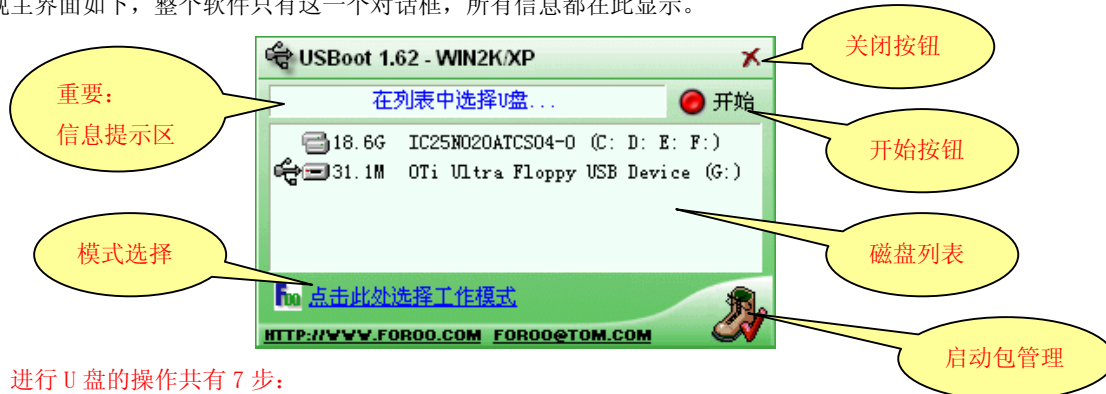 视主界面如下，整个软件只有这一个对话框，所有信息都在此显示。
关闭按钮
USBoot 1.62 - WIN2K/XP
重要：
信息提示区
在列表中选择U盘...
开始
开始按钮
18.6G IC25N020ATCS04-0 (C: D: E: F:)
31.1M OTi Ultra Floppy USB Device (G:)
模式选择
磁盘列表
Foo 点击此处选择工作模式
HTTP://WWW.FOROO.COM FOROO@TOM.COM
启动包管理
进行 U 盘的操作共有 7 步：